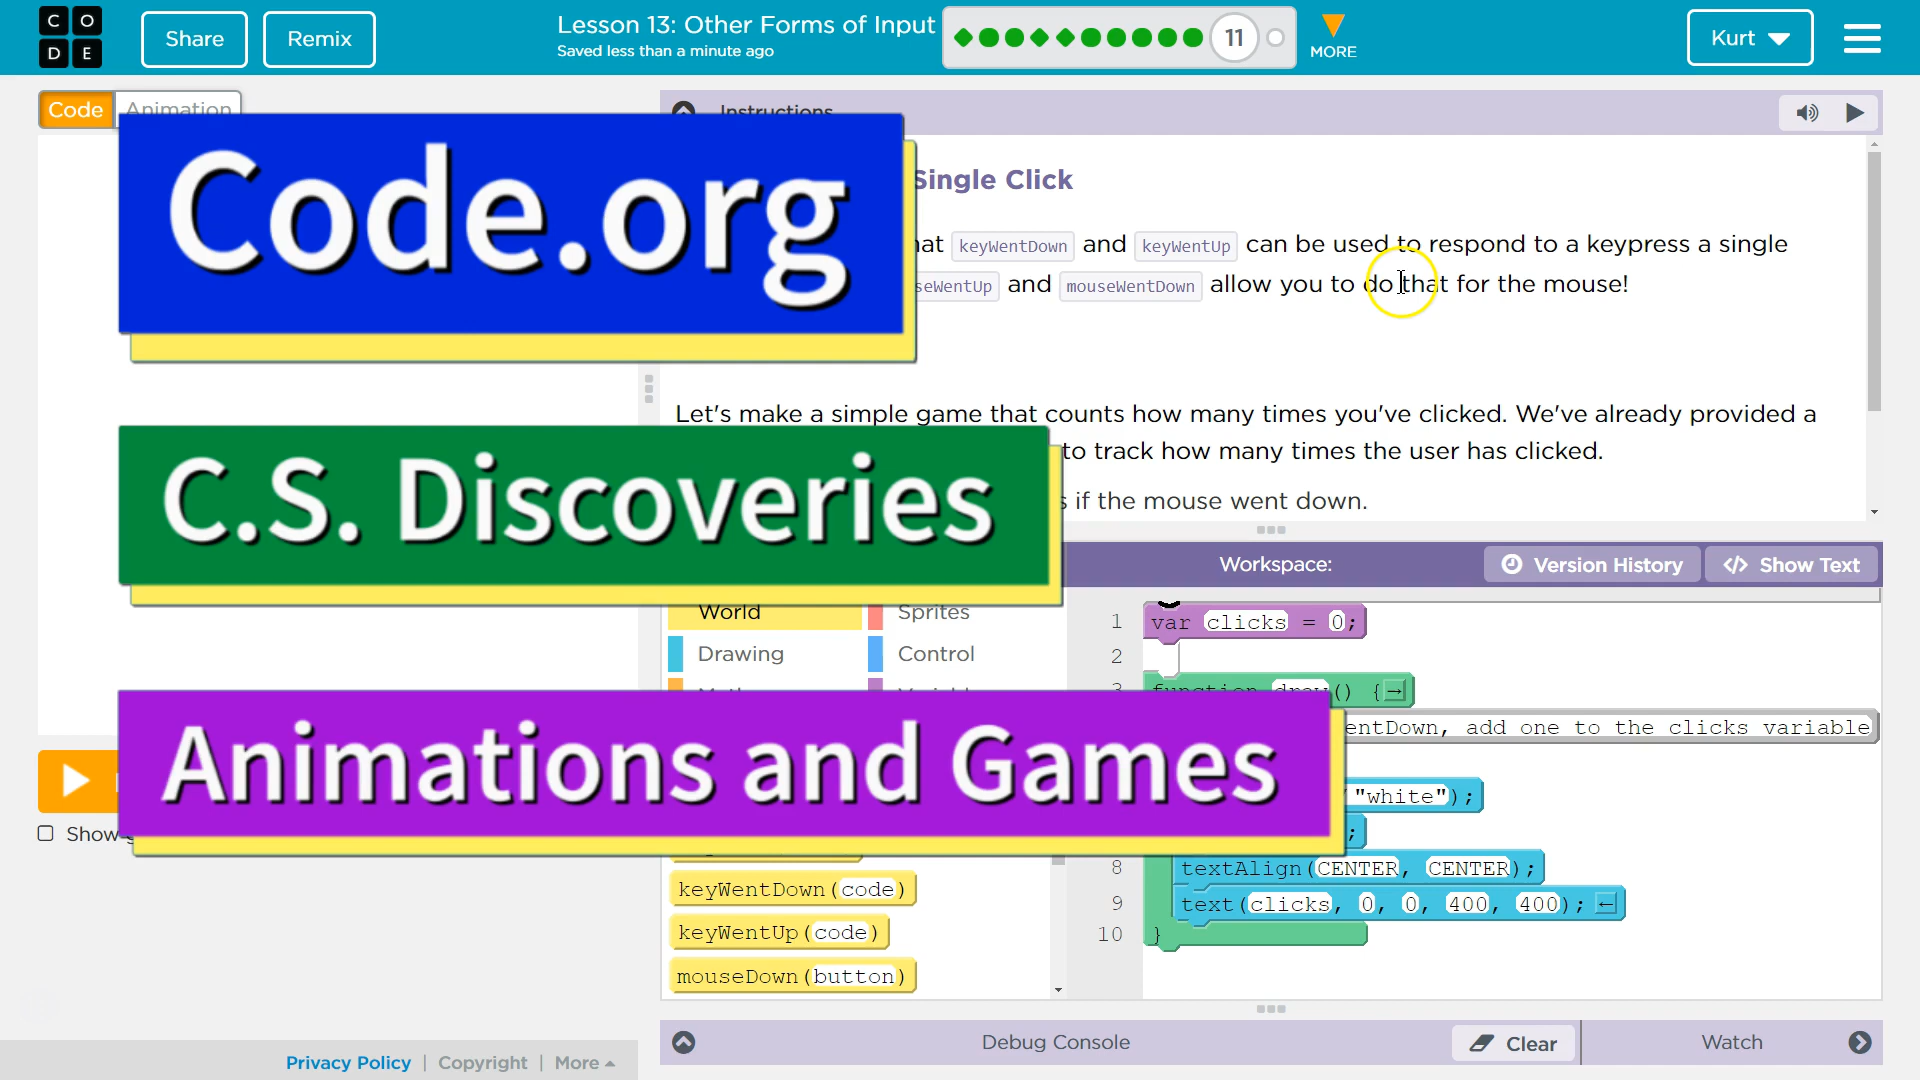 CODE
Share
Remix
Lesson 13: Other Forms of Input
Saved less than a minute ago
11
MORE
Kurt
Code
Animation
Instructions
Code.org
Single Click
keyWentDown and keyWentUp can be used to respond to a keypress a single
and mouseWentDown allow you to do that for the mouse!
Let's make a simple game that counts how many times you've clicked. We've already provided a
to track how many times the user has clicked.
if the mouse went down.
C.S. Discoveries
Workspace:
Version History
Show Text
World
Sprites
Drawing
Control
1 var clicks = 0;
2
3 function draw() {
entDown, add one to the clicks variable
"white");
;
8 textAlign(CENTER, CENTER);
9 text(clicks, 0, 0, 400, 400);
10 }
Animations and Games
Show
keyWentDown(code)
keyWentUp(code)
mouseDown(button)
Debug Console
Clear
Watch
Privacy Policy | Copyright | More